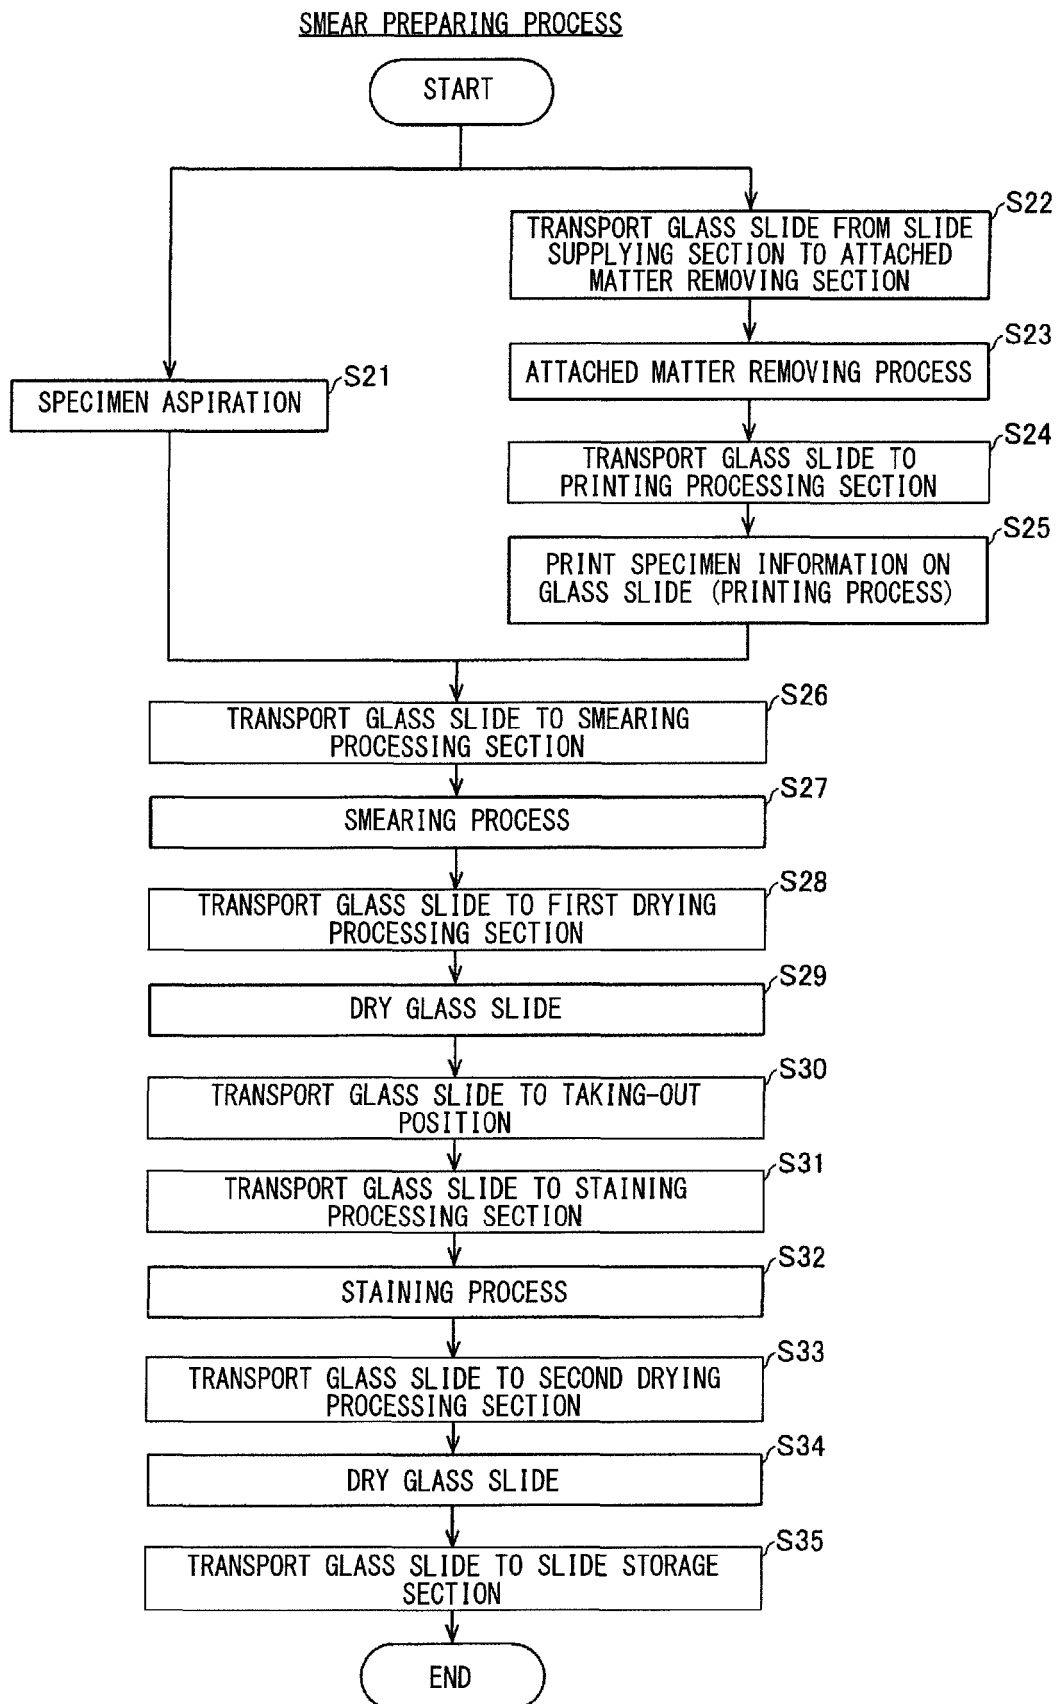 SMEAR PREPARING PROCESS
START
S22
TRANSPORT GLASS SLIDE FROM SLIDE
SUPPLYING SECTION TO ATTACHED
MATTER REMOVING SECTION
S23
ATTACHED MATTER REMOVING PROCESS
S21
SPECIMEN ASPIRATION
S24
TRANSPORT GLASS SLIDE TO
PRINTING PROCESSING SECTION
S25
PRINT SPECIMEN INFORMATION ON
GLASS SLIDE (PRINTING PROCESS)
S26
TRANSPORT GLASS SLIDE TO SMEARING
PROCESSING SECTION
S27
SMEARING PROCESS
S28
TRANSPORT GLASS SLIDE TO FIRST DRYING
PROCESSING SECTION
S29
DRY GLASS SLIDE
S30
TRANSPORT GLASS SLIDE TO TAKING-OUT
POSITION
S31
TRANSPORT GLASS SLIDE TO STAINING
PROCESSING SECTION
S32
STAINING PROCESS
S33
TRANSPORT GLASS SLIDE TO SECOND DRYING
PROCESSING SECTION
S34
DRY GLASS SLIDE
S35
TRANSPORT GLASS SLIDE TO SLIDE STORAGE
SECTION
END